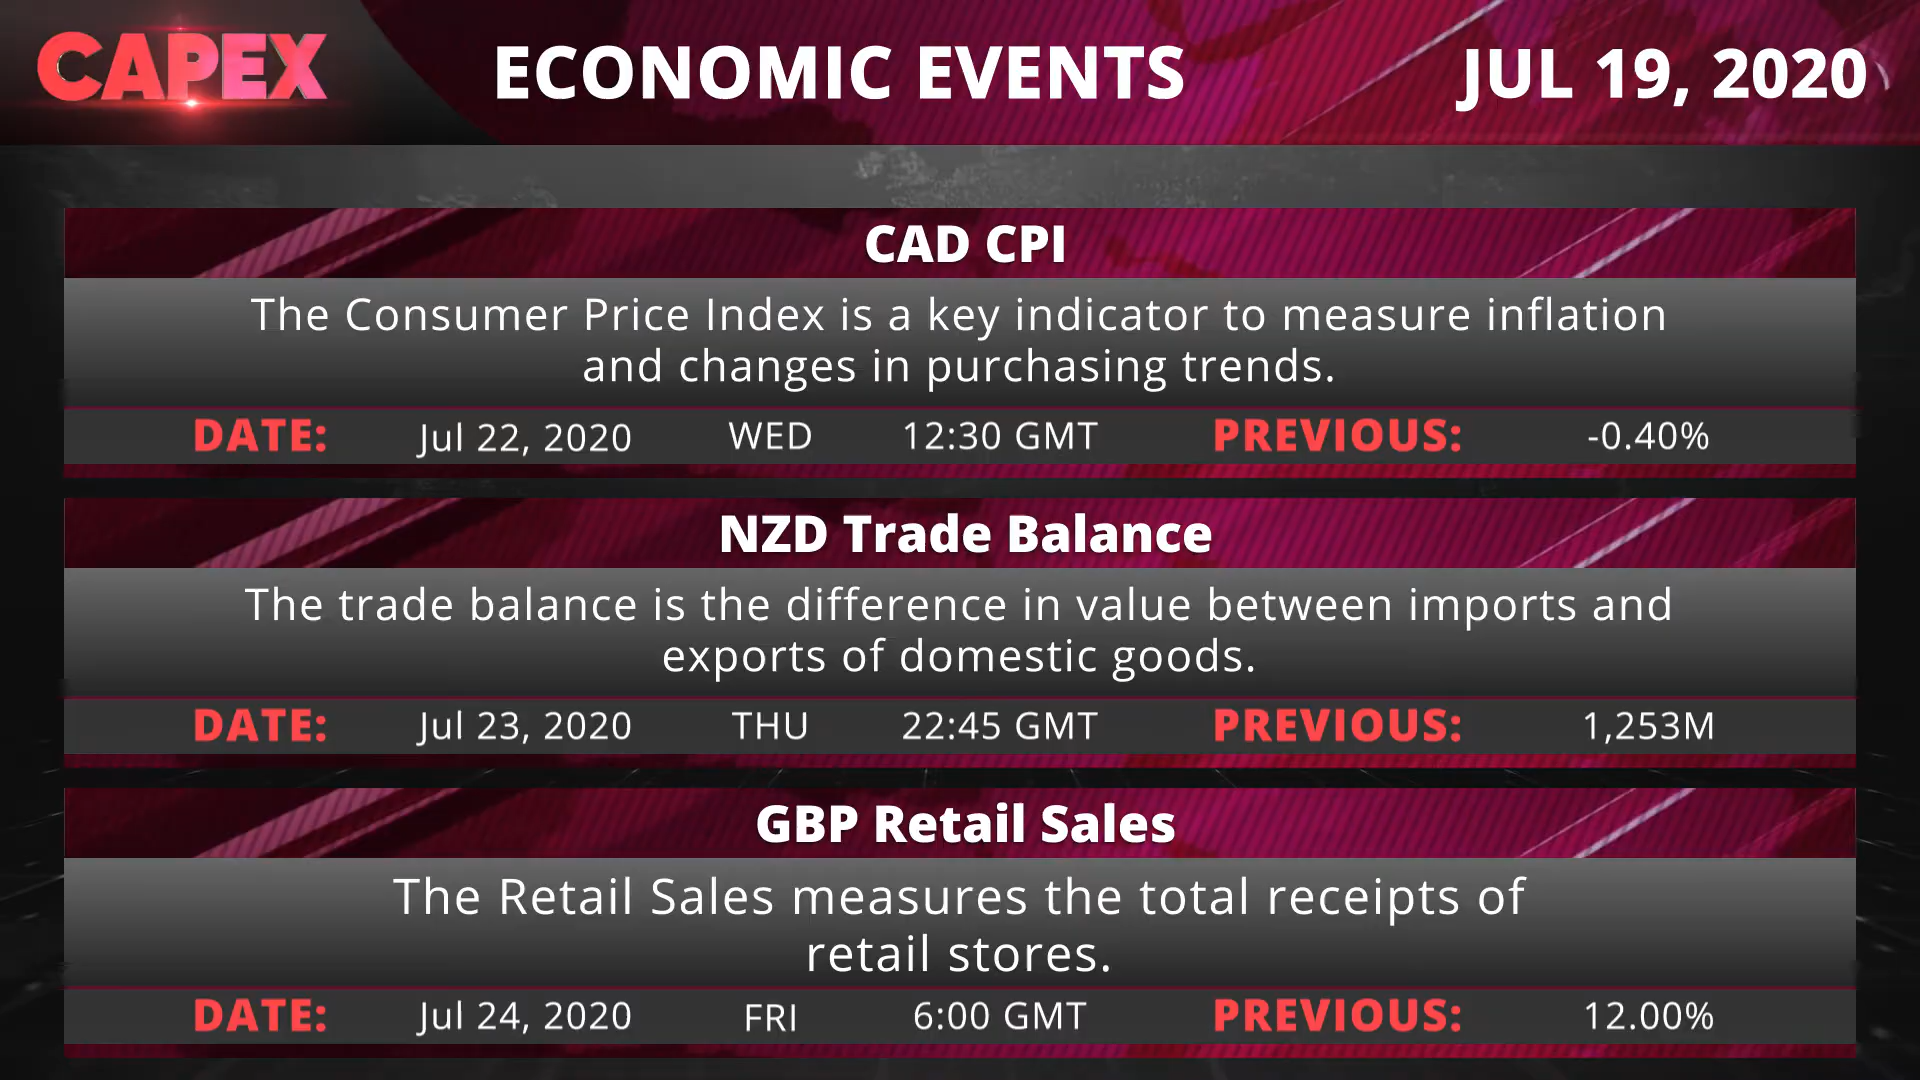 CAPEX
ECONOMIC EVENTS
JUL 19, 2020
CAD CPI
The Consumer Price Index is a key indicator to measure inflation
and changes in purchasing trends.
DATE: Jul 22, 2020 WED 12:30 GMT PREVIOUS: -0.40%
NZD Trade Balance
The trade balance is the difference in value between imports and
exports of domestic goods.
DATE: Jul 23, 2020 THU 22:45 GMT PREVIOUS: 1,253M
GBP Retail Sales
The Retail Sales measures the total receipts of
retail stores.
DATE: Jul 24, 2020 FRI 6:00 GMT PREVIOUS: 12.00%